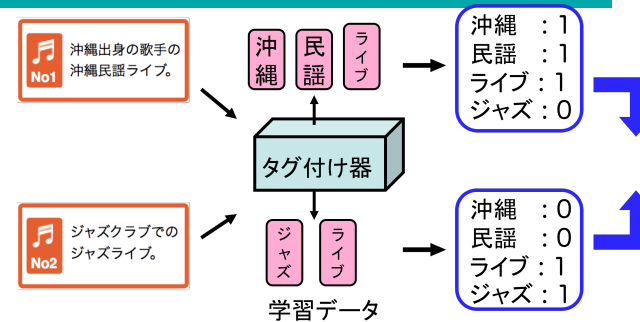 沖縄出身の歌手の
沖縄民謡ライブ。
No1
沖縄
民謡
ライブ
沖縄 : 1
民謡 : 1
ライブ : 1
ジャズ : 0
タグ付け器
ジャズクラブでの
ジャズライブ。
No2
ジャズ
ライブ
沖縄 : 0
民謡 : 0
ライブ : 1
ジャズ : 1
学習データ